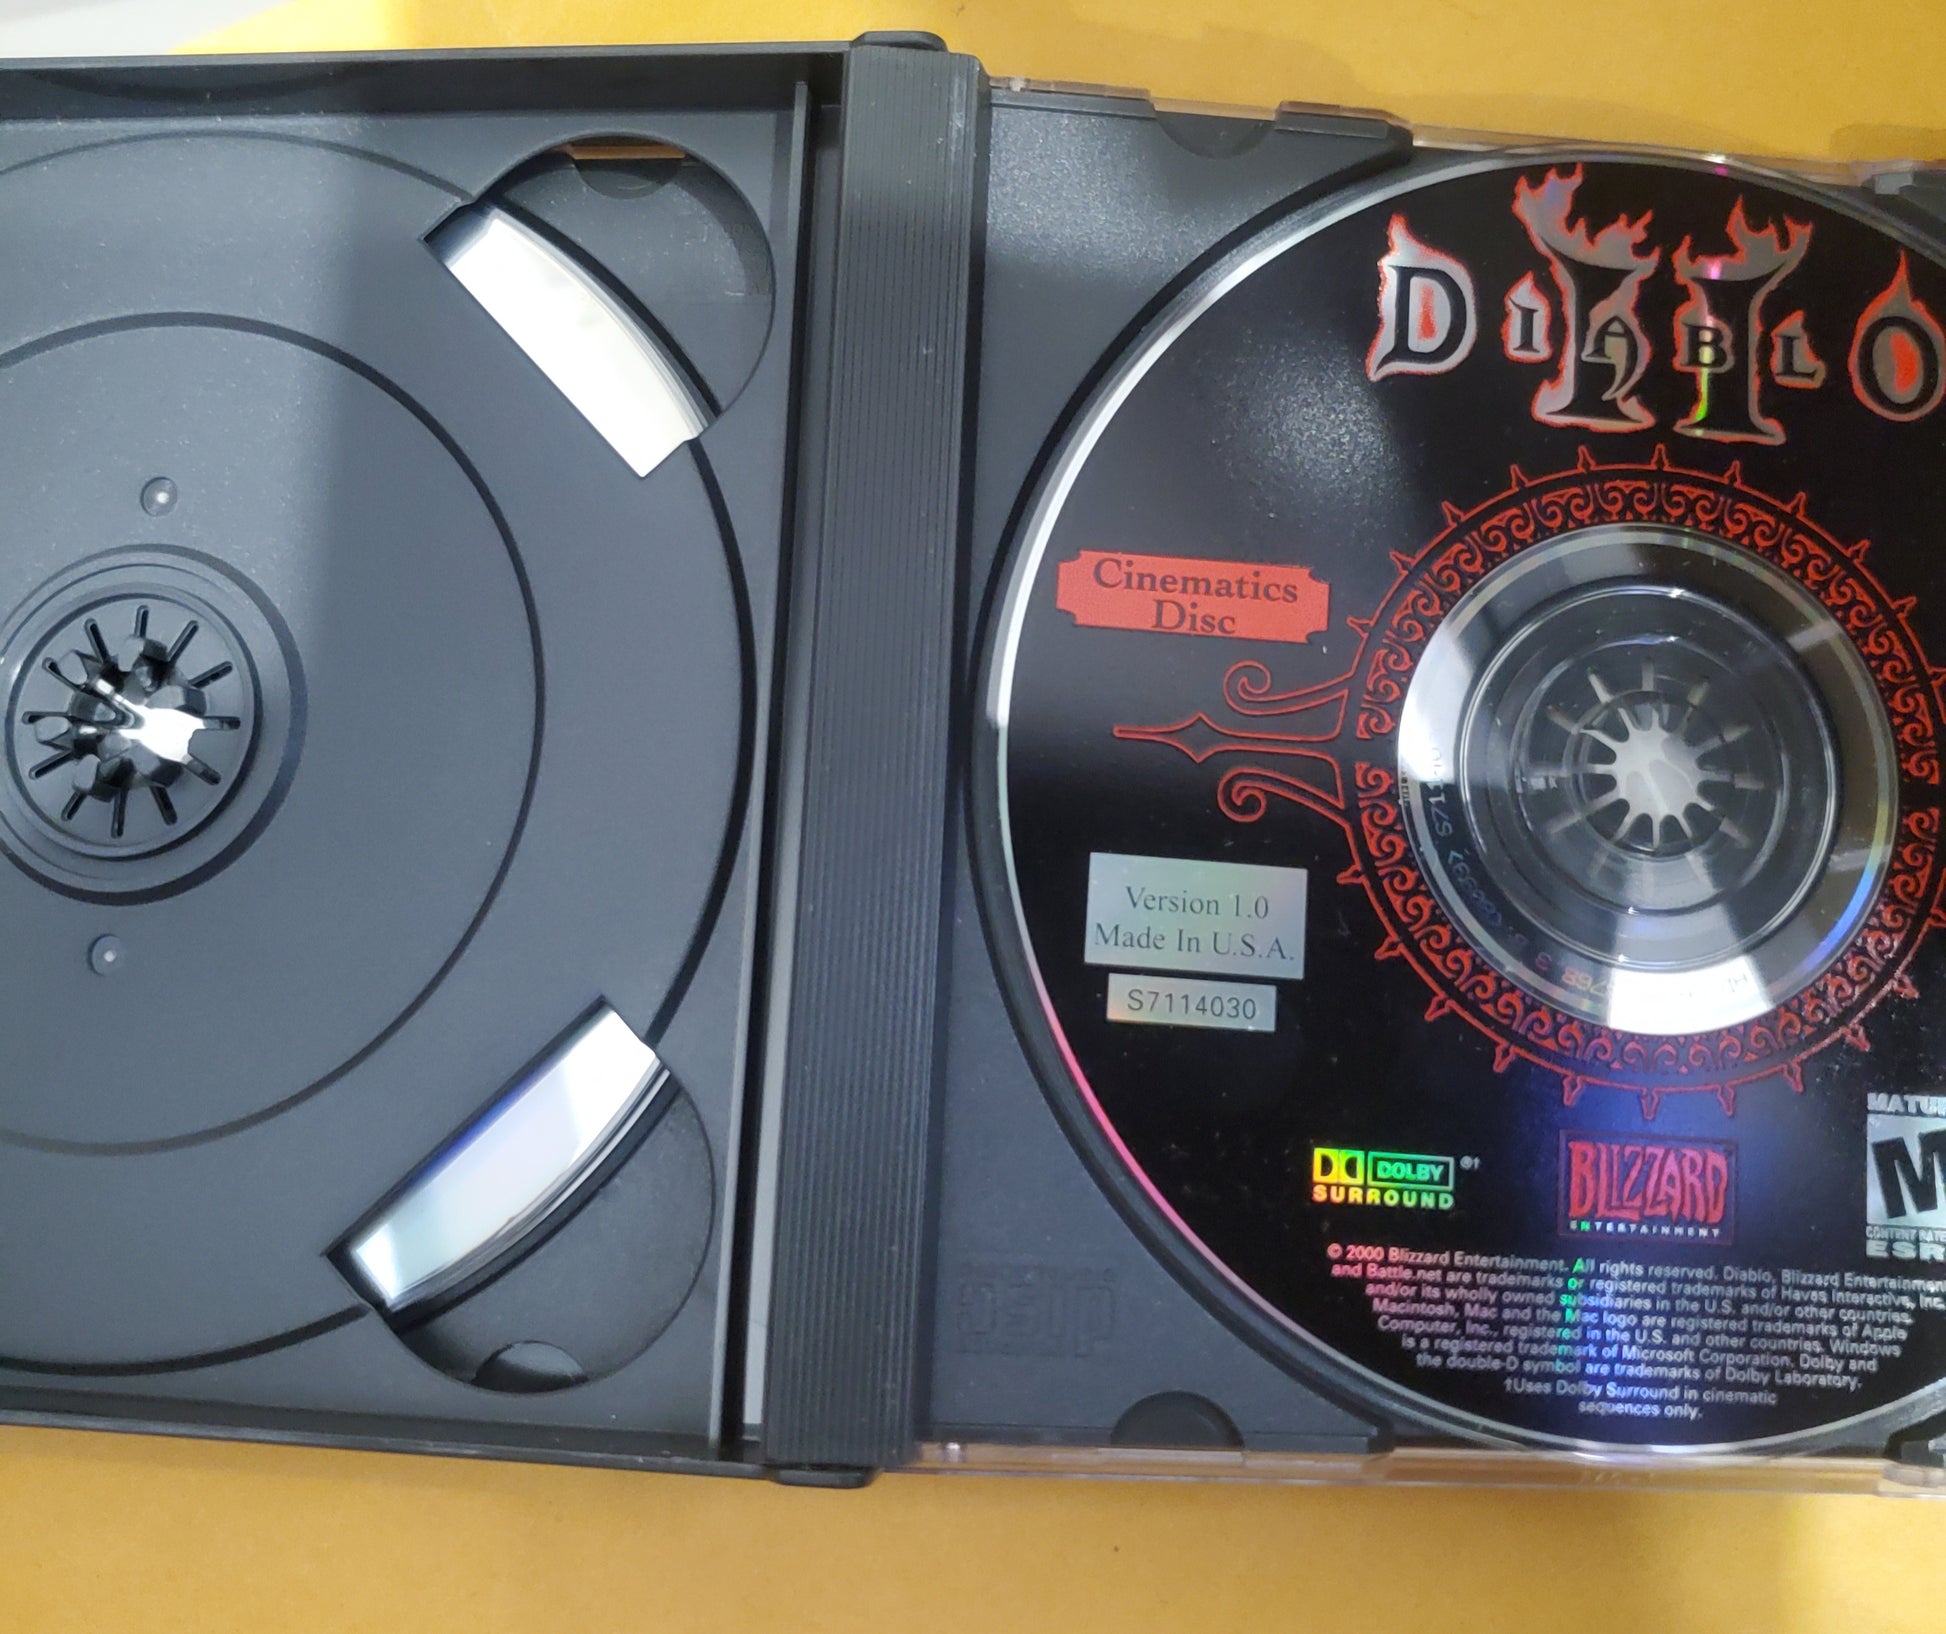 DIABLO II
Cinematics
Disc
Version 1.0
Made In U.S.A.
S7114030
DOLBY
SURROUND
BLIZZARD
ENTERTAINMENT
M
© 2000 Blizzard Entertainment. All rights reserved. Diablo, Blizzard Entertainment
and Battle.net are trademarks or registered trademarks of Havas Interactive, Inc.
and/or its wholly owned subsidiaries in the U.S. and/or other countries.
Macintosh, Mac and the Mac logo are registered trademarks of Apple
Computer, Inc., registered in the U.S. and other countries. Windows
is a registered trademark of Microsoft Corporation. Dolby and
the double-D symbol are trademarks of Dolby Laboratory.
†Uses Dolby Surround in cinematic
sequences only.
disc